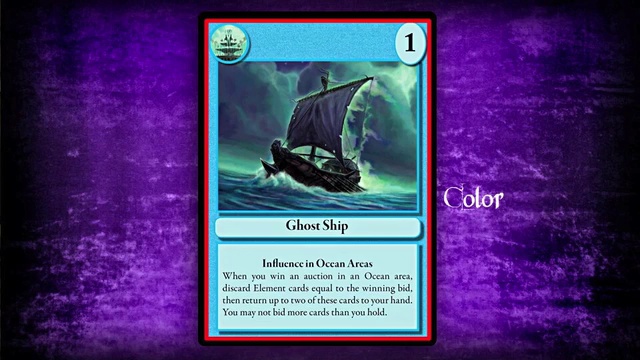 1
Ghost Ship
Color
Influence in Ocean Areas
When you win an auction in an Ocean area,
discard Element cards equal to the winning bid,
then return up to two of these cards to your hand.
You may not bid more cards than you hold.